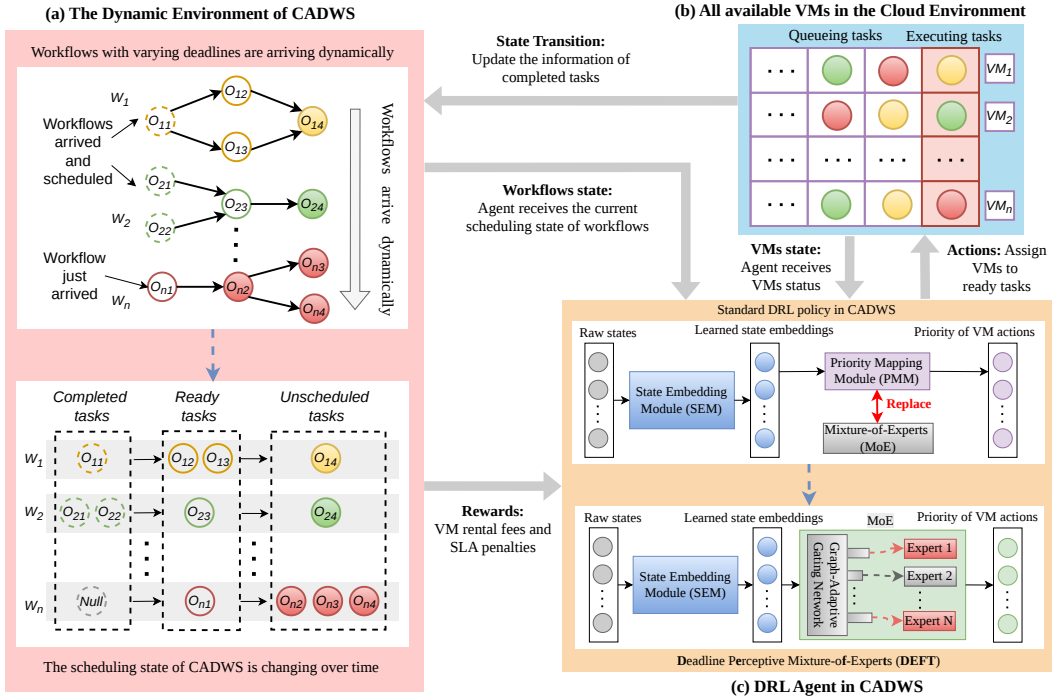 (a) The Dynamic Environment of CADWS
Workflows with varying deadlines are arriving dynamically
W1
O11
O12
O13
O14
Workflows
arrived
and
scheduled
O21
O22
O23
O24
W2
Workflow
just
arrived
Wn
On1
On2
On3
On4
Workflows arrive dynamically
Completed
tasks
Ready
tasks
Unscheduled
tasks
W1
O11
O12
O13
O14
W2
O21
O22
O23
O24
Wn
Null
On1
On2
On3
On4
The scheduling state of CADWS is changing over time
State Transition:
Update the information of
completed tasks
Workflows state:
Agent receives the current
scheduling state of workflows
Rewards:
VM rental fees and
SLA penalties
(b) All available VMs in the Cloud Environment
Queueing tasks
Executing tasks
VM1
VM2
VMn
VMs state:
Agent receives
VMs status
Actions: Assign
VMs to
ready tasks
Standard DRL policy in CADWS
Raw states
Learned state embeddings
Priority of VM actions
State Embedding
Module (SEM)
Priority Mapping
Module (PMM)
Replace
Mixture-of-Experts
(MoE)
Raw states
Learned state embeddings
MoE
Priority of VM actions
State Embedding
Module (SEM)
Graph-Adaptive
Gating Network
Expert 1
Expert 2
Expert N
Deadline Perceptive Mixture-of-Experts (DEFT)
(c) DRL Agent in CADWS